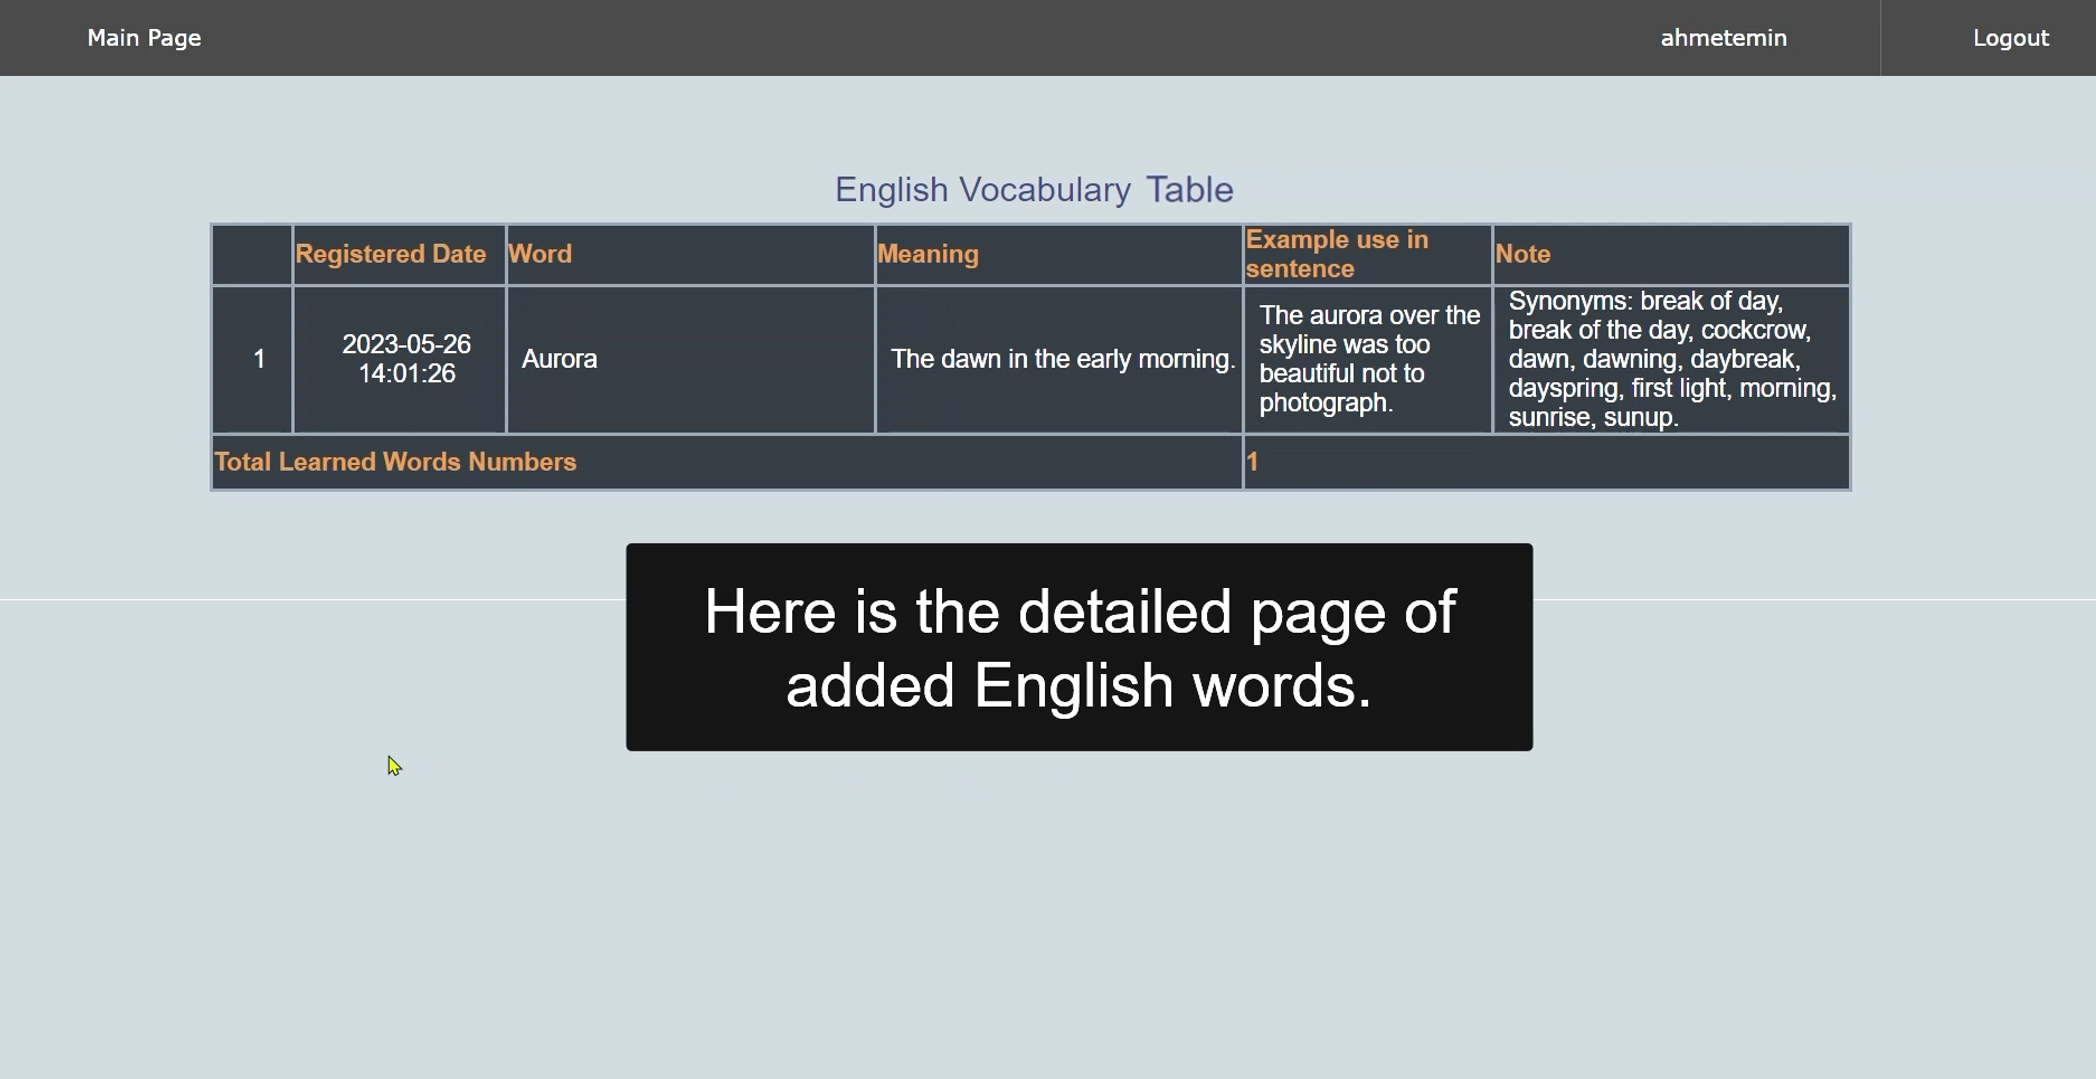 Main Page
ahmetemin
Logout
English Vocabulary Table
Registered Date
Word
Meaning
Example use in
sentence
Note
1
2023-05-26
14:01:26
Aurora
The dawn in the early morning.
The aurora over the
skyline was too
beautiful not to
photograph.
Synonyms: break of day,
break of the day, cockcrow,
dawn, dawning, daybreak,
dayspring, first light, morning,
sunrise, sunup.
Total Learned Words Numbers
1
Here is the detailed page of
added English words.